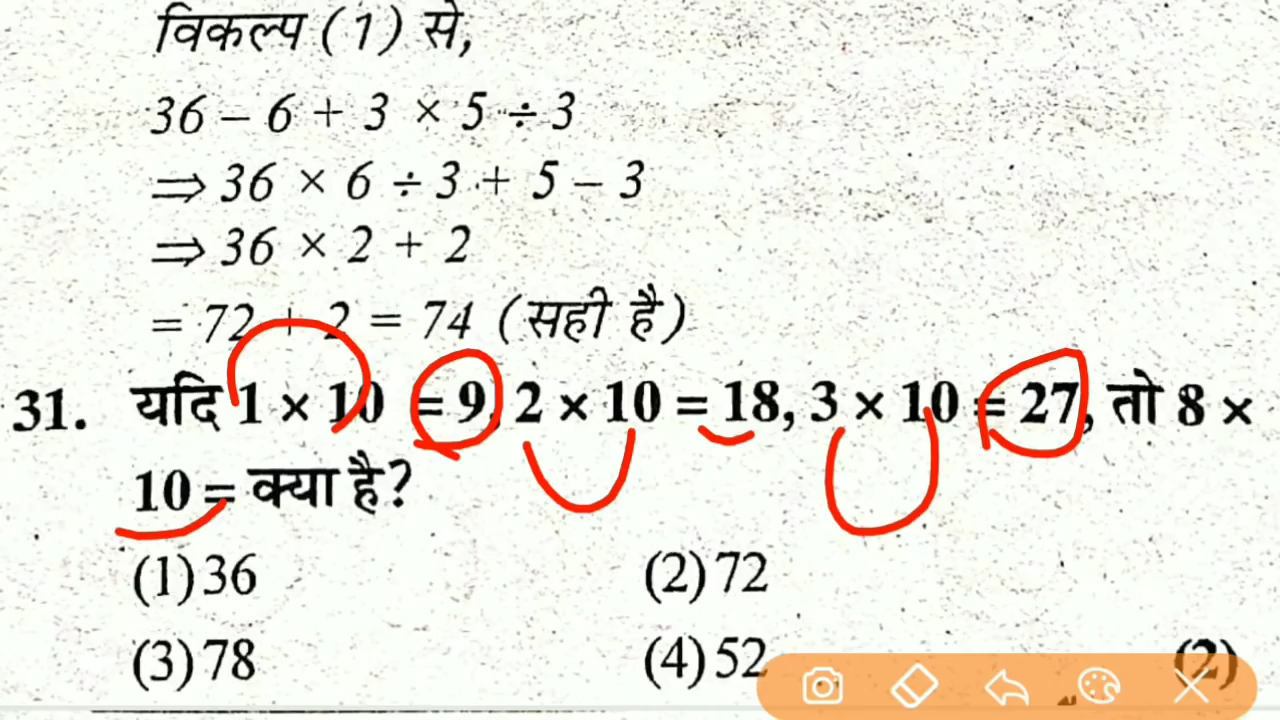 विकल्प (1) से,
36 – 6 + 3 × 5 ÷ 3
⇒ 36 × 6 ÷ 3 + 5 – 3
⇒ 36 × 2 + 2
= 72 + 2 = 74 (सही है)
31. यदि 1 × 10 = 9, 2 × 10 = 18, 3 × 10 = 27, तो 8 ×
10 = क्या है?
(1) 36 (2) 72
(3) 78 (4) 52 (2)